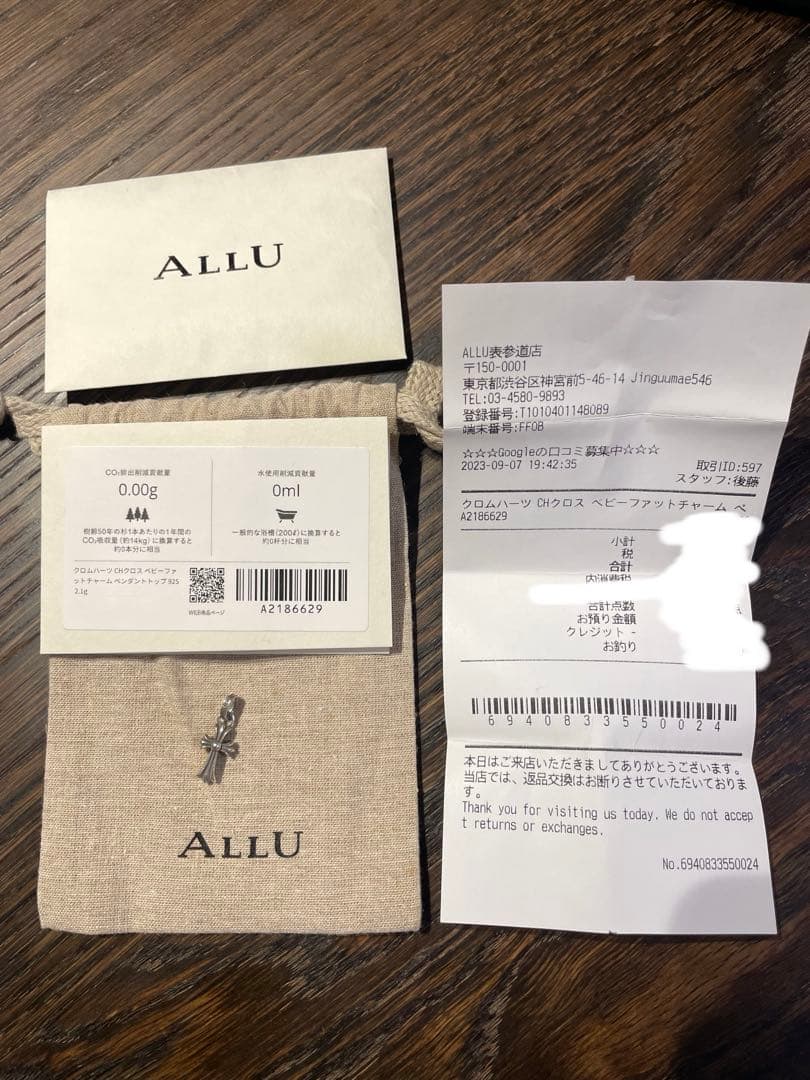 ALLU
CO₂排出削減貢献量
0.00g
樹齢50年の杉1本あたりの1年間の
CO₂吸収量(約14kg)に換算すると
約0本分に相当
水使用削減貢献量
0ml
一般的な浴槽(200ℓ)に換算すると
約0杯分に相当
クロムハーツ CHクロス ベビーファ
ットチャーム ペンダントトップ 925
2.1g
WEB商品ページ
A2186629
ALLU
ALLU表参道店
〒150-0001
東京都渋谷区神宮前5-46-14 Jinguumae546
TEL:03-4580-9893
登録番号:T1010401148089
端末番号:FF08
☆☆☆Googleの口コミ募集中☆☆☆
2023-09-07 19:42:35 取引ID:597
スタッフ:後藤
クロムハーツ CHクロス ベビーファットチャーム ペ
A2186629
小計
税
合計
内消費税
合計点数
お預り金額
クレジット -
お釣り
6940833550024
本日はご来店いただきましてありがとうございます。
当店では、返品交換はお断りさせていただいておりま
す。
Thank you for visiting us today. We do not accep
t returns or exchanges.
No.6940833550024